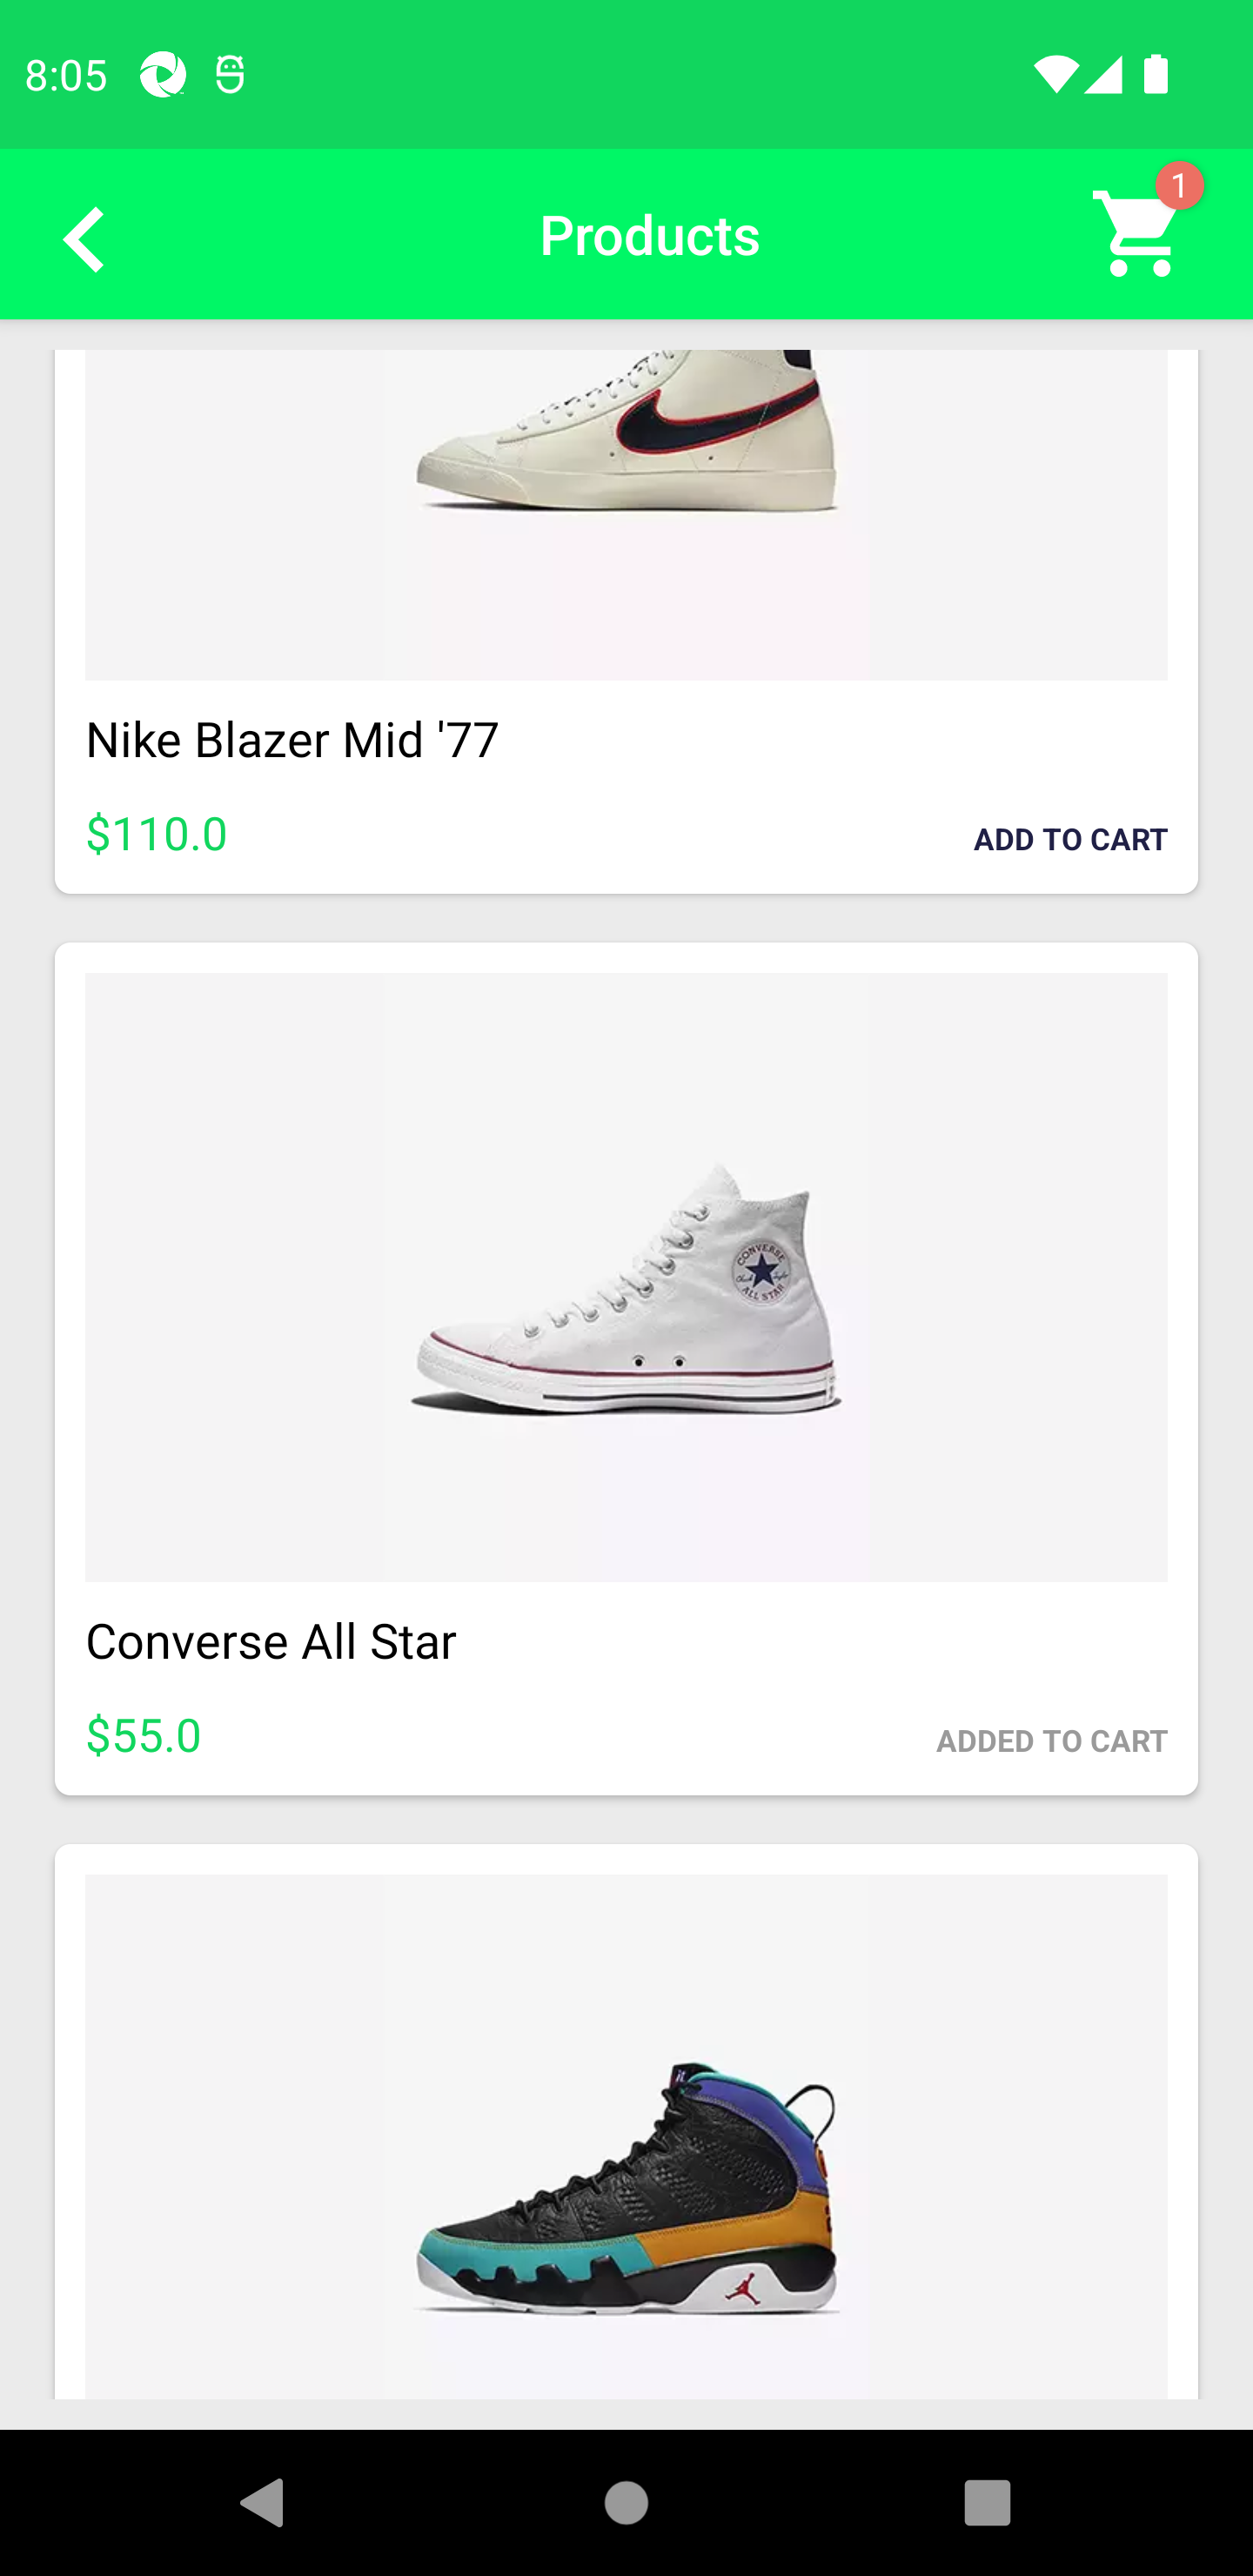 8:05
Products
1
Nike Blazer Mid '77
$110.0
ADD TO CART
CONVERSE
ALL STAR
Converse All Star
$55.0
ADDED TO CART